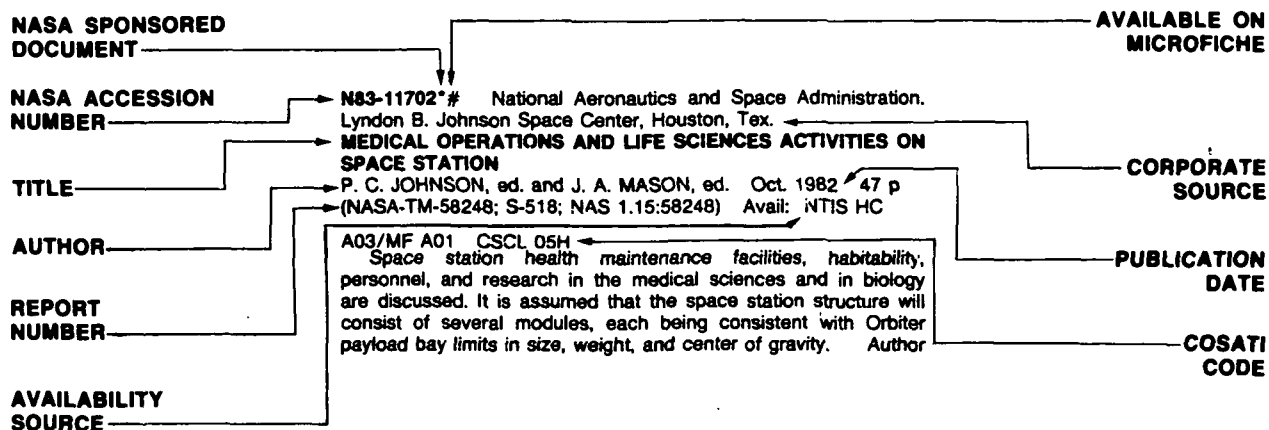 NASA SPONSORED
DOCUMENT
AVAILABLE ON
MICROFICHE
NASA ACCESSION
NUMBER
N83-11702*# National Aeronautics and Space Administration.
Lyndon B. Johnson Space Center, Houston, Tex.
MEDICAL OPERATIONS AND LIFE SCIENCES ACTIVITIES ON
SPACE STATION
TITLE
CORPORATE
SOURCE
P. C. JOHNSON, ed. and J. A. MASON, ed. Oct. 1982 47 p
(NASA-TM-58248; S-518; NAS 1.15:58248) Avail: NTIS HC
AUTHOR
A03/MF A01 CSCL 05H
Space station health maintenance facilities, habitability,
personnel, and research in the medical sciences and in biology
are discussed. It is assumed that the space station structure will
consist of several modules, each being consistent with Orbiter
payload bay limits in size, weight, and center of gravity. Author
PUBLICATION
DATE
REPORT
NUMBER
COSATI
CODE
AVAILABILITY
SOURCE